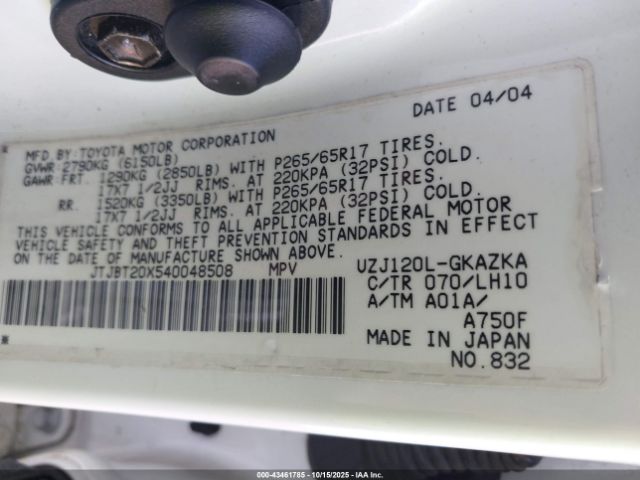 DATE 04/04
MFD.BY:TOYOTA MOTOR CORPORATION
GVWR 2790KG (6150LB)
GAWR FRT. 1290KG (2850LB) WITH P265/65R17 TIRES.
17X7 1/2JJ RIMS. AT 220KPA (32PSI) COLD.
RR. 1520KG (3350LB) WITH P265/65R17 TIRES.
17X7 1/2JJ RIMS. AT 220KPA (32PSI) COLD.
THIS VEHICLE CONFORMS TO ALL APPLICABLE FEDERAL MOTOR
VEHICLE SAFETY AND THEFT PREVENTION STANDARDS IN EFFECT
ON THE DATE OF MANUFACTURE SHOWN ABOVE.
JTJBT20X540048508 MPV
UZJ120L-GKAZKA
C/TR 070/LH10
A/TM A01A/
A750F
MADE IN JAPAN
NO.832
© 43461785 - 10/15/2025 - IAAI, Inc.